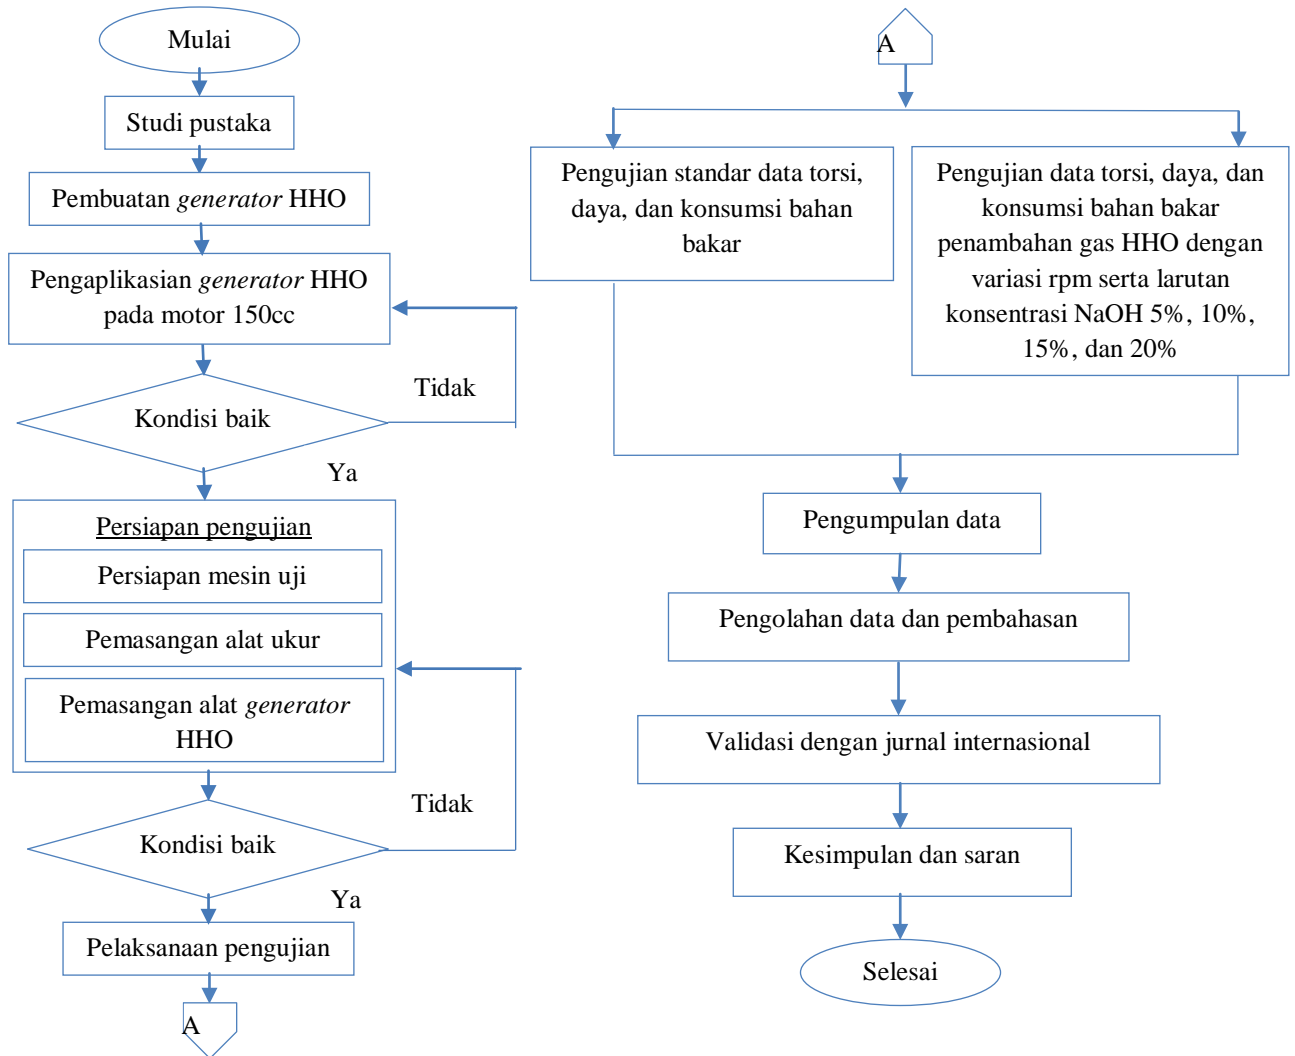 Mulai
Studi pustaka
Pembuatan generator HHO
Pengaplikasian generator HHO
pada motor 150cc
Kondisi baik
Tidak
Ya
Persiapan pengujian
Persiapan mesin uji
Pemasangan alat ukur
Pemasangan alat generator
HHO
Kondisi baik
Tidak
Ya
Pelaksanaan pengujian
A
A
Pengujian standar data torsi,
daya, dan konsumsi bahan
bakar
Pengujian data torsi, daya, dan
konsumsi bahan bakar
penambahan gas HHO dengan
variasi rpm serta larutan
konsentrasi NaOH 5%, 10%,
15%, dan 20%
Pengumpulan data
Pengolahan data dan pembahasan
Validasi dengan jurnal internasional
Kesimpulan dan saran
Selesai